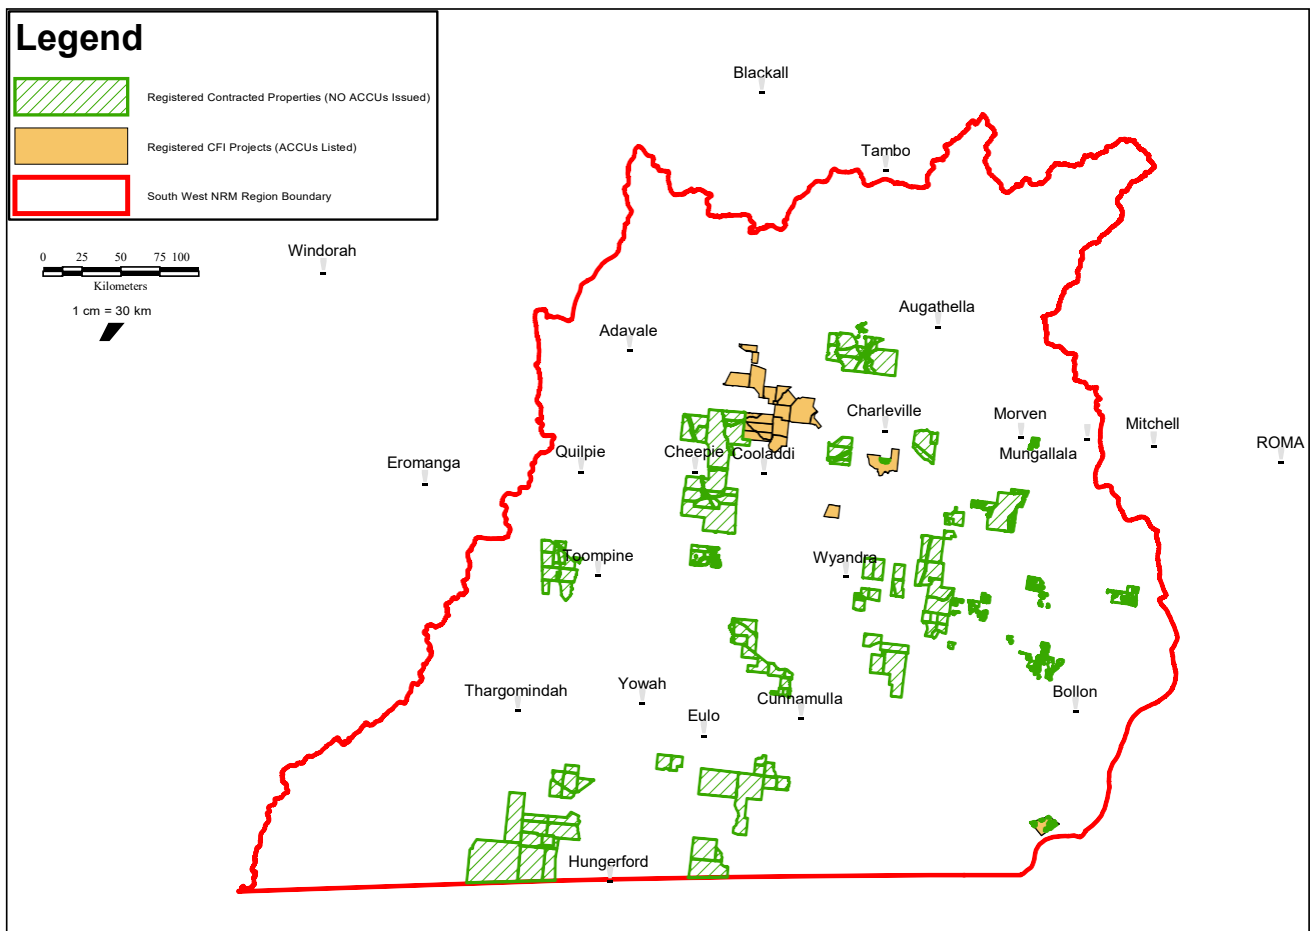 Legend
Registered Contracted Properties (NO ACCUs Issued)
Registered CFI Projects (ACCUs Listed)
South West NRM Region Boundary
0 25 50 75 100
Kilometers
1 cm = 30 km
Blackall
Tambo
Windorah
Augathella
Adavale
Charleville
Morven
Mitchell
ROMA
Mungallala
Quilpie
Cheepie
Cooladdi
Eromanga
Toompine
Wyandra
Thargomindah
Yowah
Cunnamulla
Bollon
Eulo
Hungerford